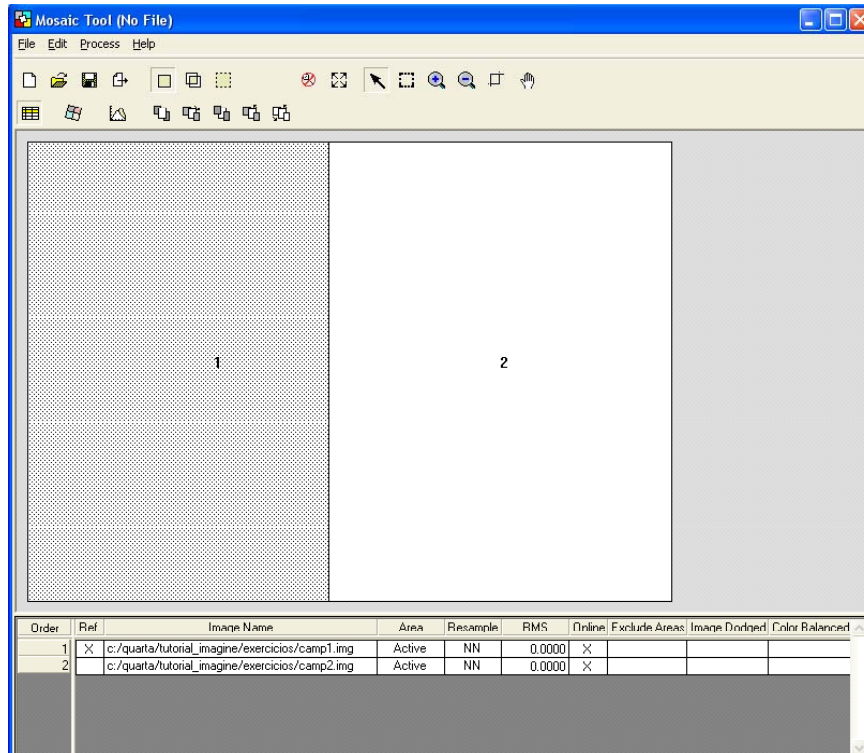 Mosaic Tool (No File)
File Edit Process Help
1 2
Order Ref Image Name Area Resample RMS Online Exclude Areas Image Dodged Color Balanced
1 X c:/quarta/tutorial_imagine/exercicios/camp1.img Active NN 0.0000 X
2 c:/quarta/tutorial_imagine/exercicios/camp2.img Active NN 0.0000 X